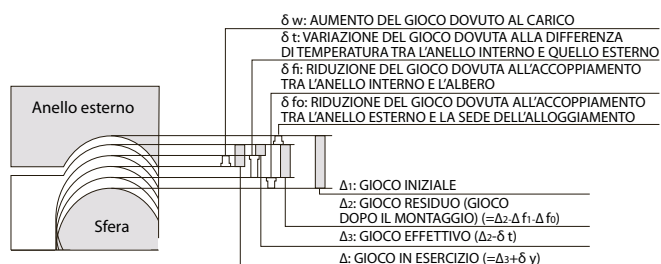 δ w: AUMENTO DEL GIOCO DOVUTO AL CARICO
δ t: VARIAZIONE DEL GIOCO DOVUTA ALLA DIFFERENZA
DI TEMPERATURA TRA L'ANELLO INTERNO E QUELLO ESTERNO
δ fi: RIDUZIONE DEL GIOCO DOVUTA ALL'ACCOPPIAMENTO
TRA L'ANELLO INTERNO E L'ALBERO
δ fo: RIDUZIONE DEL GIOCO DOVUTA ALL'ACCOPPIAMENTO
TRA L'ANELLO ESTERNO E LA SEDE DELL'ALLOGGIAMENTO
Anello esterno
Sfera
Δ1: GIOCO INIZIALE
Δ2: GIOCO RESIDUO (GIOCO
DOPO IL MONTAGGIO) (=Δ2-Δ f1-Δ f0)
Δ3: GIOCO EFFETTIVO (Δ2-δ t)
Δ: GIOCO IN ESERCIZIO (=Δ3+δ y)